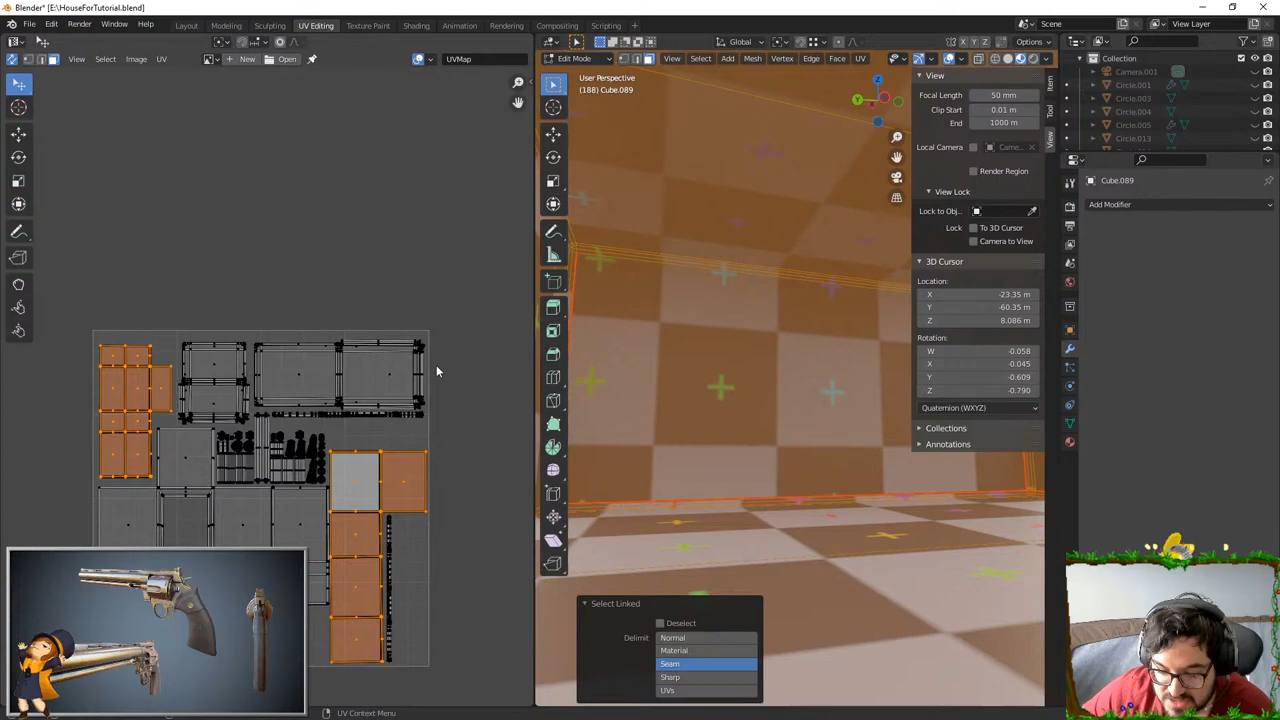 Blender* [E:\HouseForTutorial.blend]
File Edit Render Window Help Layout Modeling Sculpting UV Editing Texture Paint Shading Animation Rendering Compositing Scripting Scene View Layer
Global Options
View Select Image UV New Open UVMap Edit Mode View Select Add Mesh Vertex Edge Face UV
User Perspective
(188) Cube.089
View
Focal Length 50 mm
Clip Start 0.01 m
End 1000 m
Local Camera Came...
Render Region
View Lock
Lock to Obj...
Lock To 3D Cursor
Camera to View
3D Cursor
Location:
X -23.35 m
Y -60.35 m
Z 8.086 m
Rotation:
W -0.058
X -0.045
Y -0.609
Z -0.790
Quaternion (WXYZ)
Collections
Annotations
Item
Tool
View
X Y Z
Z
Y
Collection
Camera.001
Circle.001
Circle.003
Circle.004
Circle.005
Circle.013
Cube.089
Add Modifier
Select Linked
Deselect
Delimit Normal
Material
Seam
Sharp
UVs
UV Context Menu